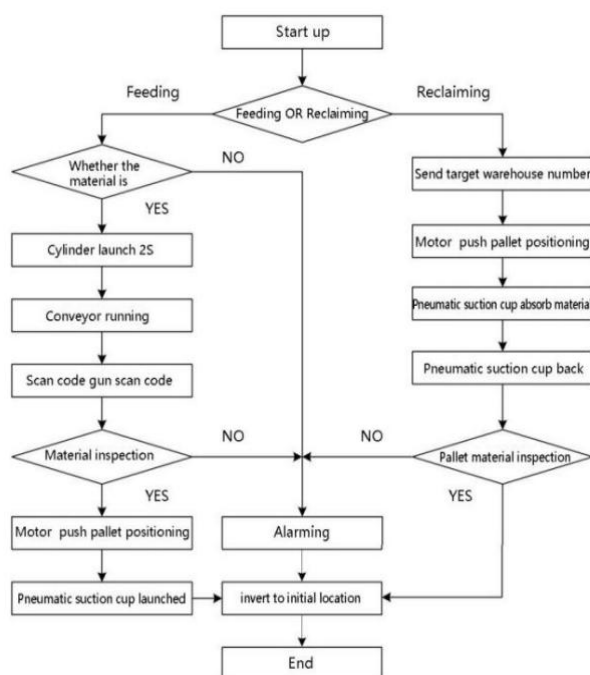 Start up
Feeding
Feeding OR Reclaiming
Reclaiming
Whether the
material is
NO
YES
Cylinder launch 2S
Conveyor running
Scan code gun scan code
Material inspection
NO
YES
Motor push pallet positioning
Pneumatic suction cup launched
Send target warehouse number
Motor push pallet positioning
Pneumatic suction cup absorb material
Pneumatic suction cup back
Pallet material inspection
NO
YES
Alarming
invert to initial location
End